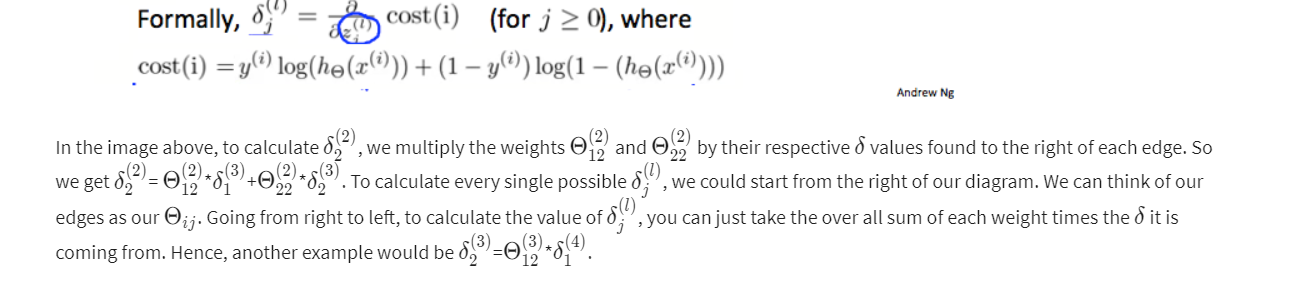 Formally, δ_j^(l) = ∂/∂z_j^(l) cost(i) (for j ≥ 0), where
cost(i) = y^(i) log(h_Θ(x^(i))) + (1 − y^(i)) log(1 − (h_Θ(x^(i))))
Andrew Ng
In the image above, to calculate δ_2^(2), we multiply the weights Θ_12^(2) and Θ_22^(2) by their respective δ values found to the right of each edge. So
we get δ_2^(2)= Θ_12^(2)*δ_1^(3)+Θ_22^(2)*δ_2^(3). To calculate every single possible δ_j^(l), we could start from the right of our diagram. We can think of our
edges as our Θ_ij. Going from right to left, to calculate the value of δ_j^(l), you can just take the over all sum of each weight times the δ it is
coming from. Hence, another example would be δ_2^(3)=Θ_12^(3)*δ_1^(4).